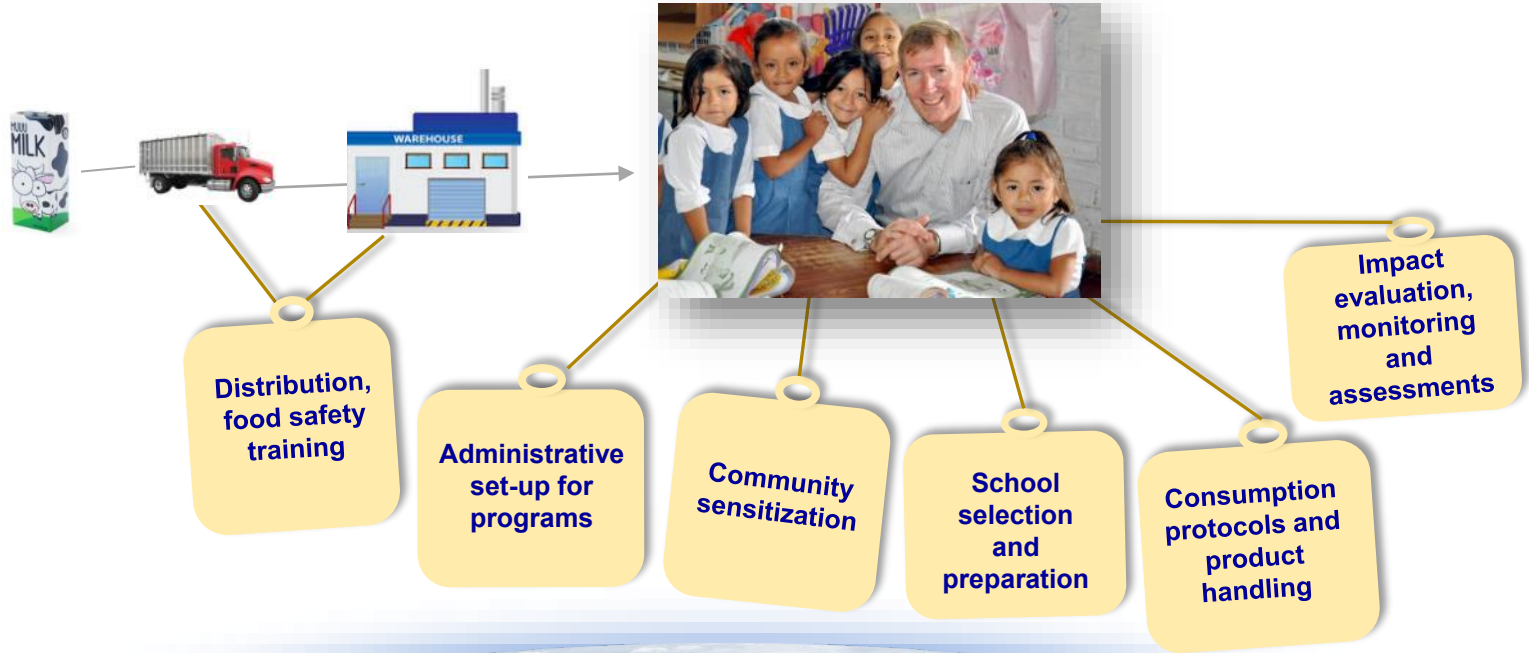 MUUU
MILK
WAREHOUSE
Distribution,
food safety
training
Administrative
set-up for
programs
Community
sensitization
School
selection
and
preparation
Consumption
protocols and
product
handling
Impact
evaluation,
monitoring
and
assessments